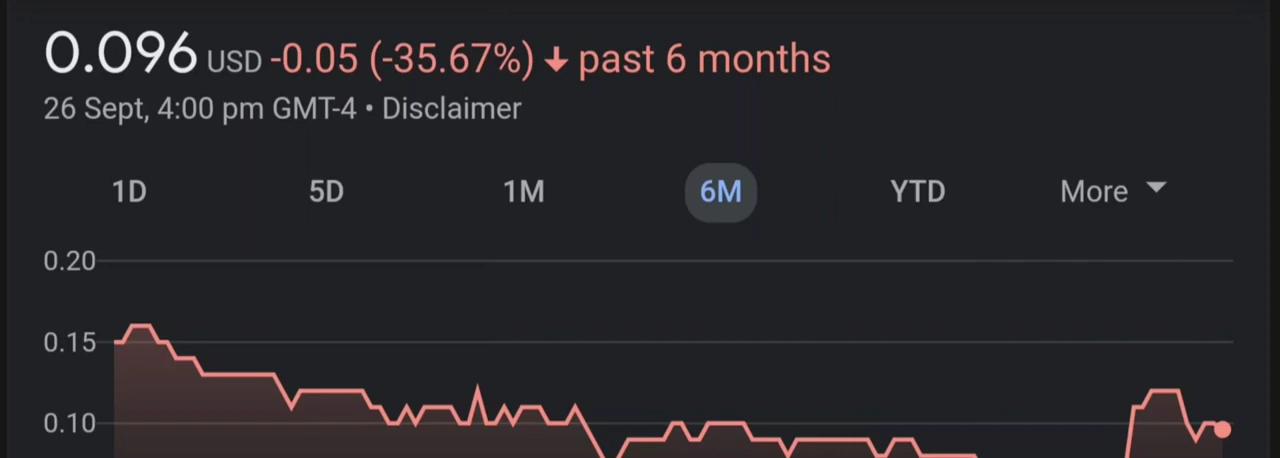 0.096 USD -0.05 (-35.67%) ↓ past 6 months
26 Sept, 4:00 pm GMT-4 • Disclaimer
1D 5D 1M 6M YTD More
0.20
0.15
0.10